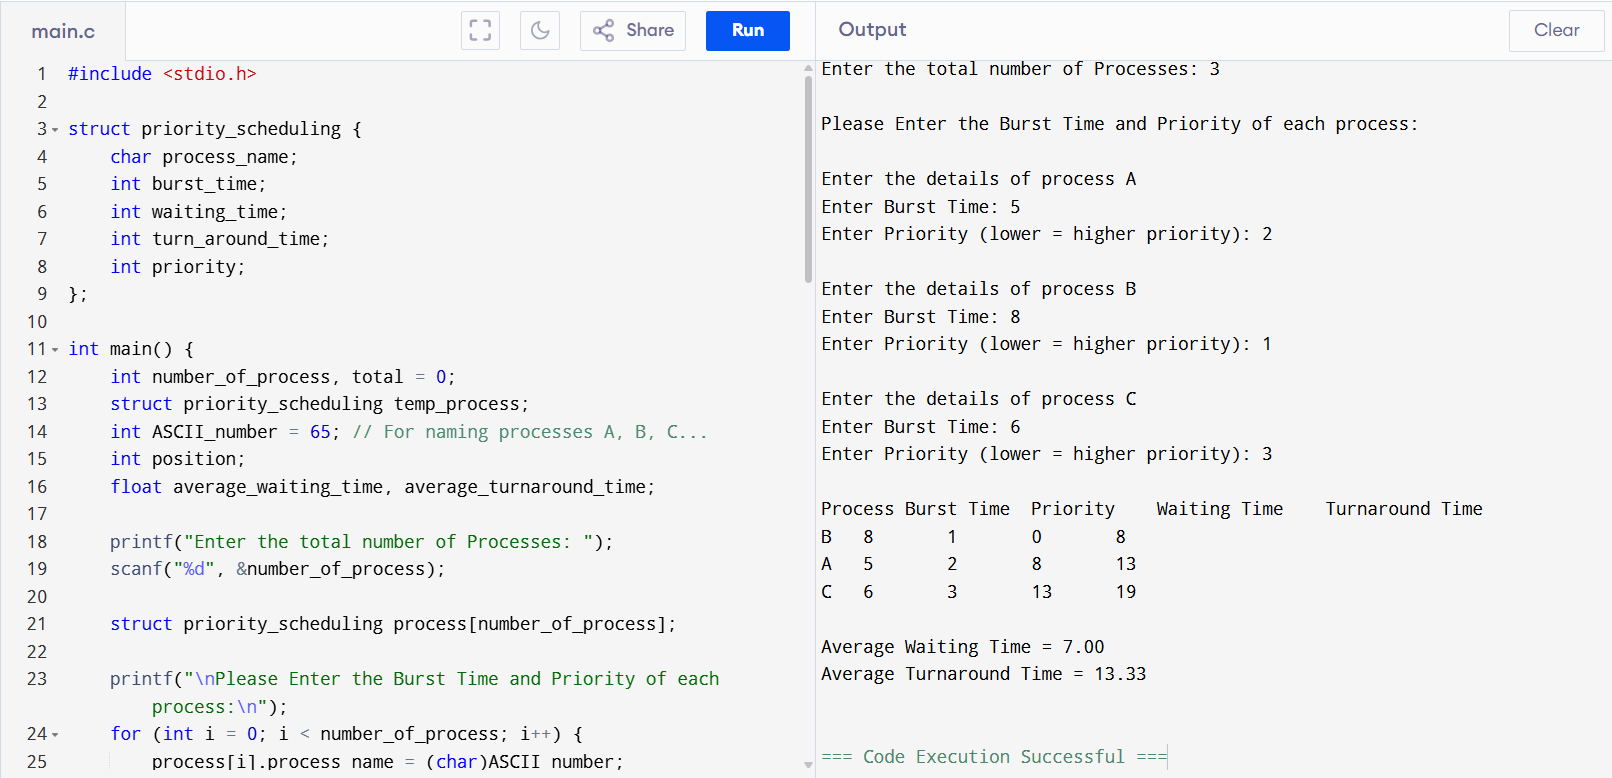 main.c
Share
Run
Output
Clear
1 #include <stdio.h>
2
3 struct priority_scheduling {
4     char process_name;
5     int burst_time;
6     int waiting_time;
7     int turn_around_time;
8     int priority;
9 };
10
11 int main() {
12     int number_of_process, total = 0;
13     struct priority_scheduling temp_process;
14     int ASCII_number = 65; // For naming processes A, B, C...
15     int position;
16     float average_waiting_time, average_turnaround_time;
17
18     printf("Enter the total number of Processes: ");
19     scanf("%d", &number_of_process);
20
21     struct priority_scheduling process[number_of_process];
22
23     printf("\nPlease Enter the Burst Time and Priority of each
process:\n");
24     for (int i = 0; i < number_of_process; i++) {
25         process[i].process_name = (char)ASCII_number;
Enter the total number of Processes: 3
Please Enter the Burst Time and Priority of each process:
Enter the details of process A
Enter Burst Time: 5
Enter Priority (lower = higher priority): 2
Enter the details of process B
Enter Burst Time: 8
Enter Priority (lower = higher priority): 1
Enter the details of process C
Enter Burst Time: 6
Enter Priority (lower = higher priority): 3
Process Burst Time  Priority    Waiting Time    Turnaround Time
B   8       1       0       8
A   5       2       8       13
C   6       3       13      19
Average Waiting Time = 7.00
Average Turnaround Time = 13.33
=== Code Execution Successful ===